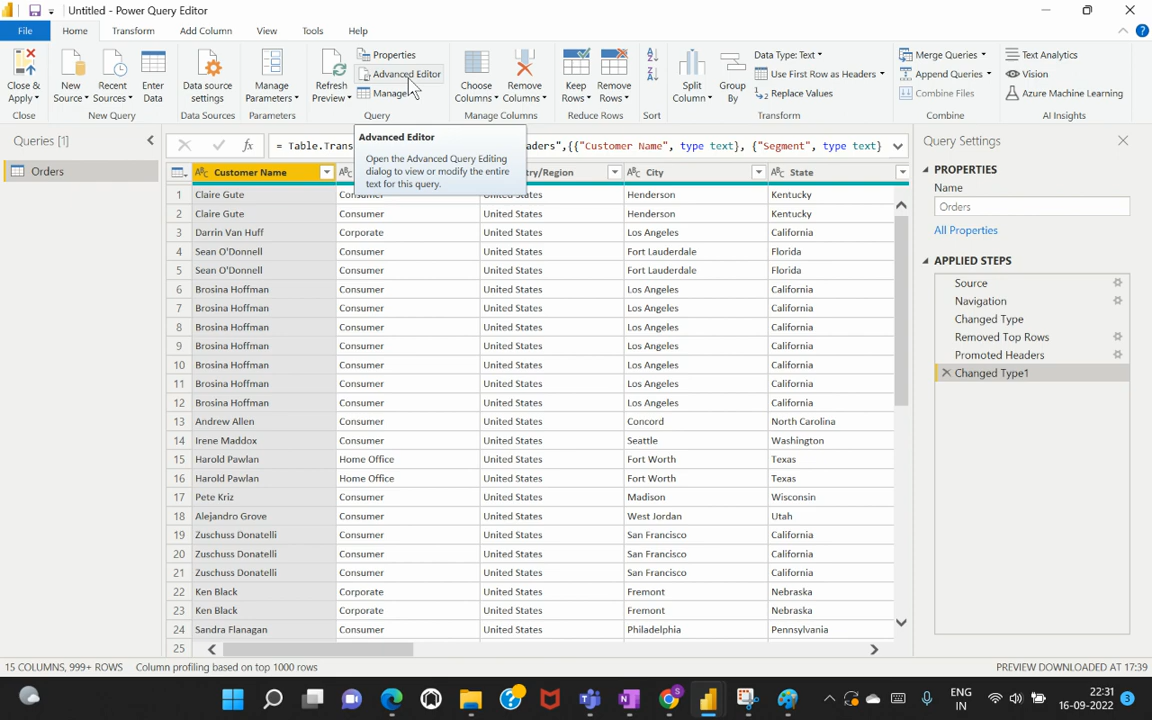 Untitled - Power Query Editor
File Home Transform Add Column View Tools Help
Close & Apply
New Source
Recent Sources
Enter Data
Data source settings
Manage Parameters
Refresh Preview
Properties
Advanced Editor
Manage
Choose Columns
Remove Columns
Keep Rows
Remove Rows
Split Column
Group By
Data Type: Text
Use First Row as Headers
Replace Values
Merge Queries
Append Queries
Combine Files
Text Analytics
Vision
Azure Machine Learning
Close New Query Data Sources Parameters Query Manage Columns Reduce Rows Sort Transform Combine AI Insights
Queries [1]
Orders
fx = Table.Trans aders",{{"Customer Name", type text}, {"Segment", type text}
Advanced Editor
Open the Advanced Query Editing
dialog to view or modify the entire
text for this query.
Customer Name try/Region City State
1 Claire Gute Consumer United States Henderson Kentucky
2 Claire Gute Consumer United States Henderson Kentucky
3 Darrin Van Huff Corporate United States Los Angeles California
4 Sean O'Donnell Consumer United States Fort Lauderdale Florida
5 Sean O'Donnell Consumer United States Fort Lauderdale Florida
6 Brosina Hoffman Consumer United States Los Angeles California
7 Brosina Hoffman Consumer United States Los Angeles California
8 Brosina Hoffman Consumer United States Los Angeles California
9 Brosina Hoffman Consumer United States Los Angeles California
10 Brosina Hoffman Consumer United States Los Angeles California
11 Brosina Hoffman Consumer United States Los Angeles California
12 Brosina Hoffman Consumer United States Los Angeles California
13 Andrew Allen Consumer United States Concord North Carolina
14 Irene Maddox Consumer United States Seattle Washington
15 Harold Pawlan Home Office United States Fort Worth Texas
16 Harold Pawlan Home Office United States Fort Worth Texas
17 Pete Kriz Consumer United States Madison Wisconsin
18 Alejandro Grove Consumer United States West Jordan Utah
19 Zuschuss Donatelli Consumer United States San Francisco California
20 Zuschuss Donatelli Consumer United States San Francisco California
21 Zuschuss Donatelli Consumer United States San Francisco California
22 Ken Black Corporate United States Fremont Nebraska
23 Ken Black Corporate United States Fremont Nebraska
24 Sandra Flanagan Consumer United States Philadelphia Pennsylvania
25
Query Settings
PROPERTIES
Name
Orders
All Properties
APPLIED STEPS
Source
Navigation
Changed Type
Removed Top Rows
Promoted Headers
Changed Type1
15 COLUMNS, 999+ ROWS Column profiling based on top 1000 rows PREVIEW DOWNLOADED AT 17:39
ENG
IN
22:31
16-09-2022
3